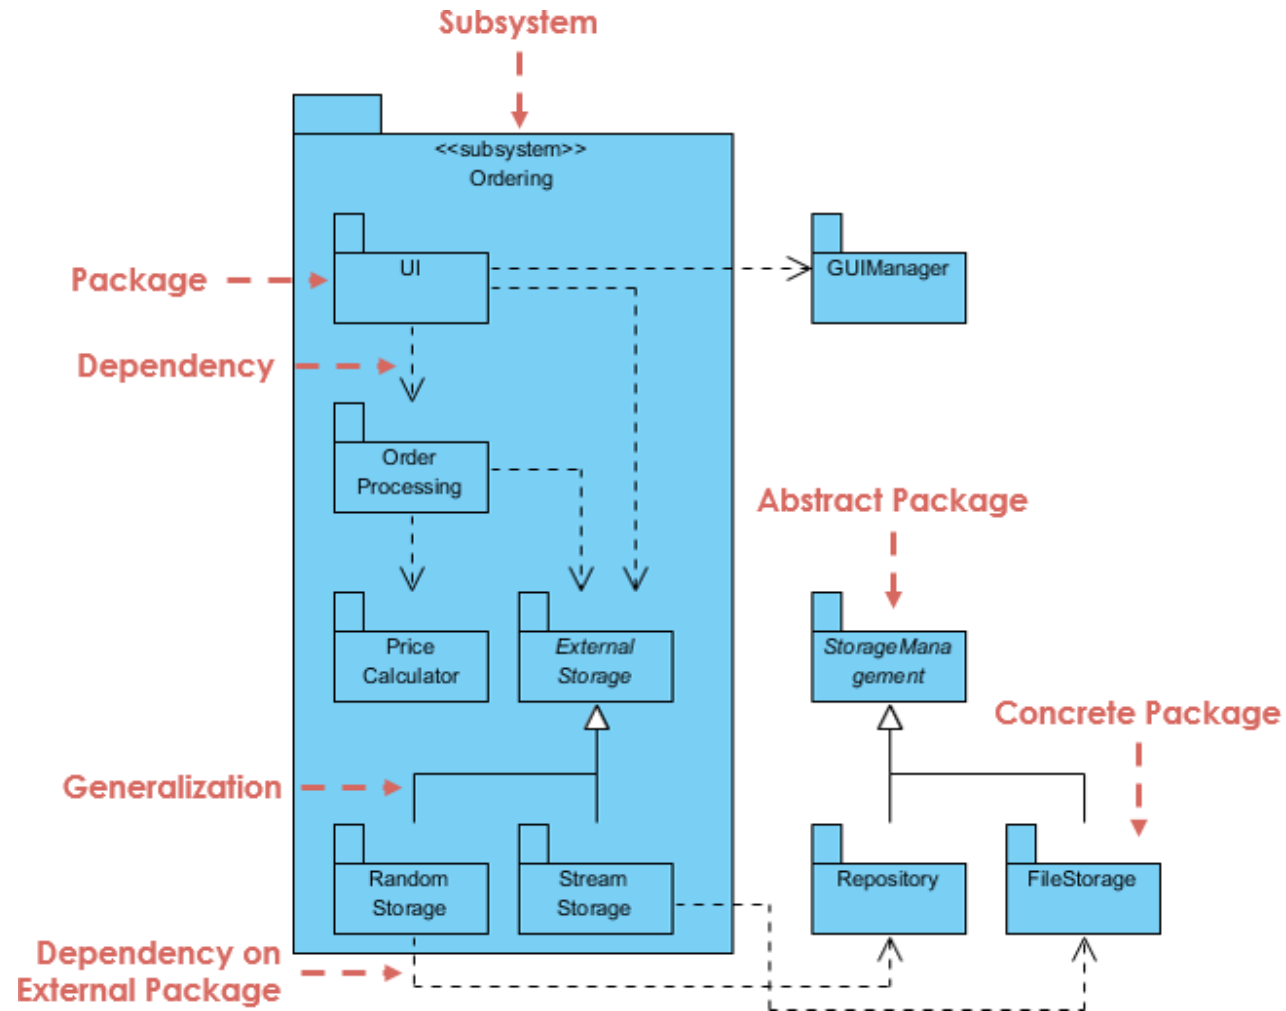 Subsystem
<<subsystem>>
Ordering
Package
UI
GUIManager
Dependency
Order
Processing
Abstract Package
Price
Calculator
External
Storage
StorageMana
gement
Concrete Package
Generalization
Random
Storage
Stream
Storage
Repository
FileStorage
Dependency on
External Package